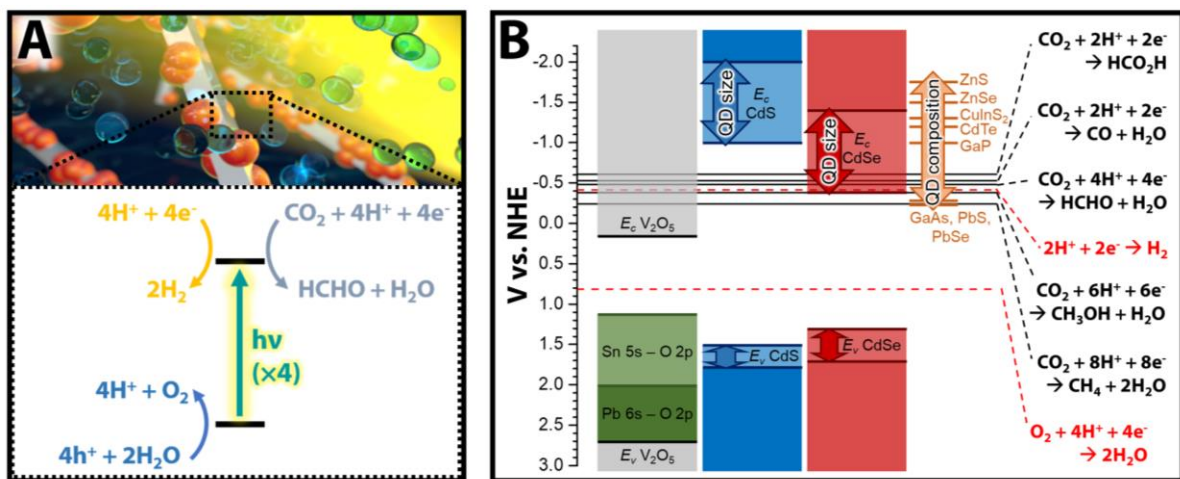 A
4H⁺ + 4e⁻
CO₂ + 4H⁺ + 4e⁻
2H₂
HCHO + H₂O
hν
(×4)
4H⁺ + O₂
4h⁺ + 2H₂O
B
V vs. NHE
-2.0
-1.5
-1.0
-0.5
0.0
0.5
1.0
1.5
2.0
2.5
3.0
E꜀ V₂O₅
Sn 5s – O 2p
Pb 6s – O 2p
Eᵥ V₂O₅
QD size
E꜀
CdS
Eᵥ CdS
QD size
E꜀
CdSe
Eᵥ CdSe
QD composition
ZnS
ZnSe
CuInS₂
CdTe
GaP
GaAs, PbS,
PbSe
CO₂ + 2H⁺ + 2e⁻
→ HCO₂H
CO₂ + 2H⁺ + 2e⁻
→ CO + H₂O
CO₂ + 4H⁺ + 4e⁻
→ HCHO + H₂O
2H⁺ + 2e⁻ → H₂
CO₂ + 6H⁺ + 6e⁻
→ CH₃OH + H₂O
CO₂ + 8H⁺ + 8e⁻
→ CH₄ + 2H₂O
O₂ + 4H⁺ + 4e⁻
→ 2H₂O